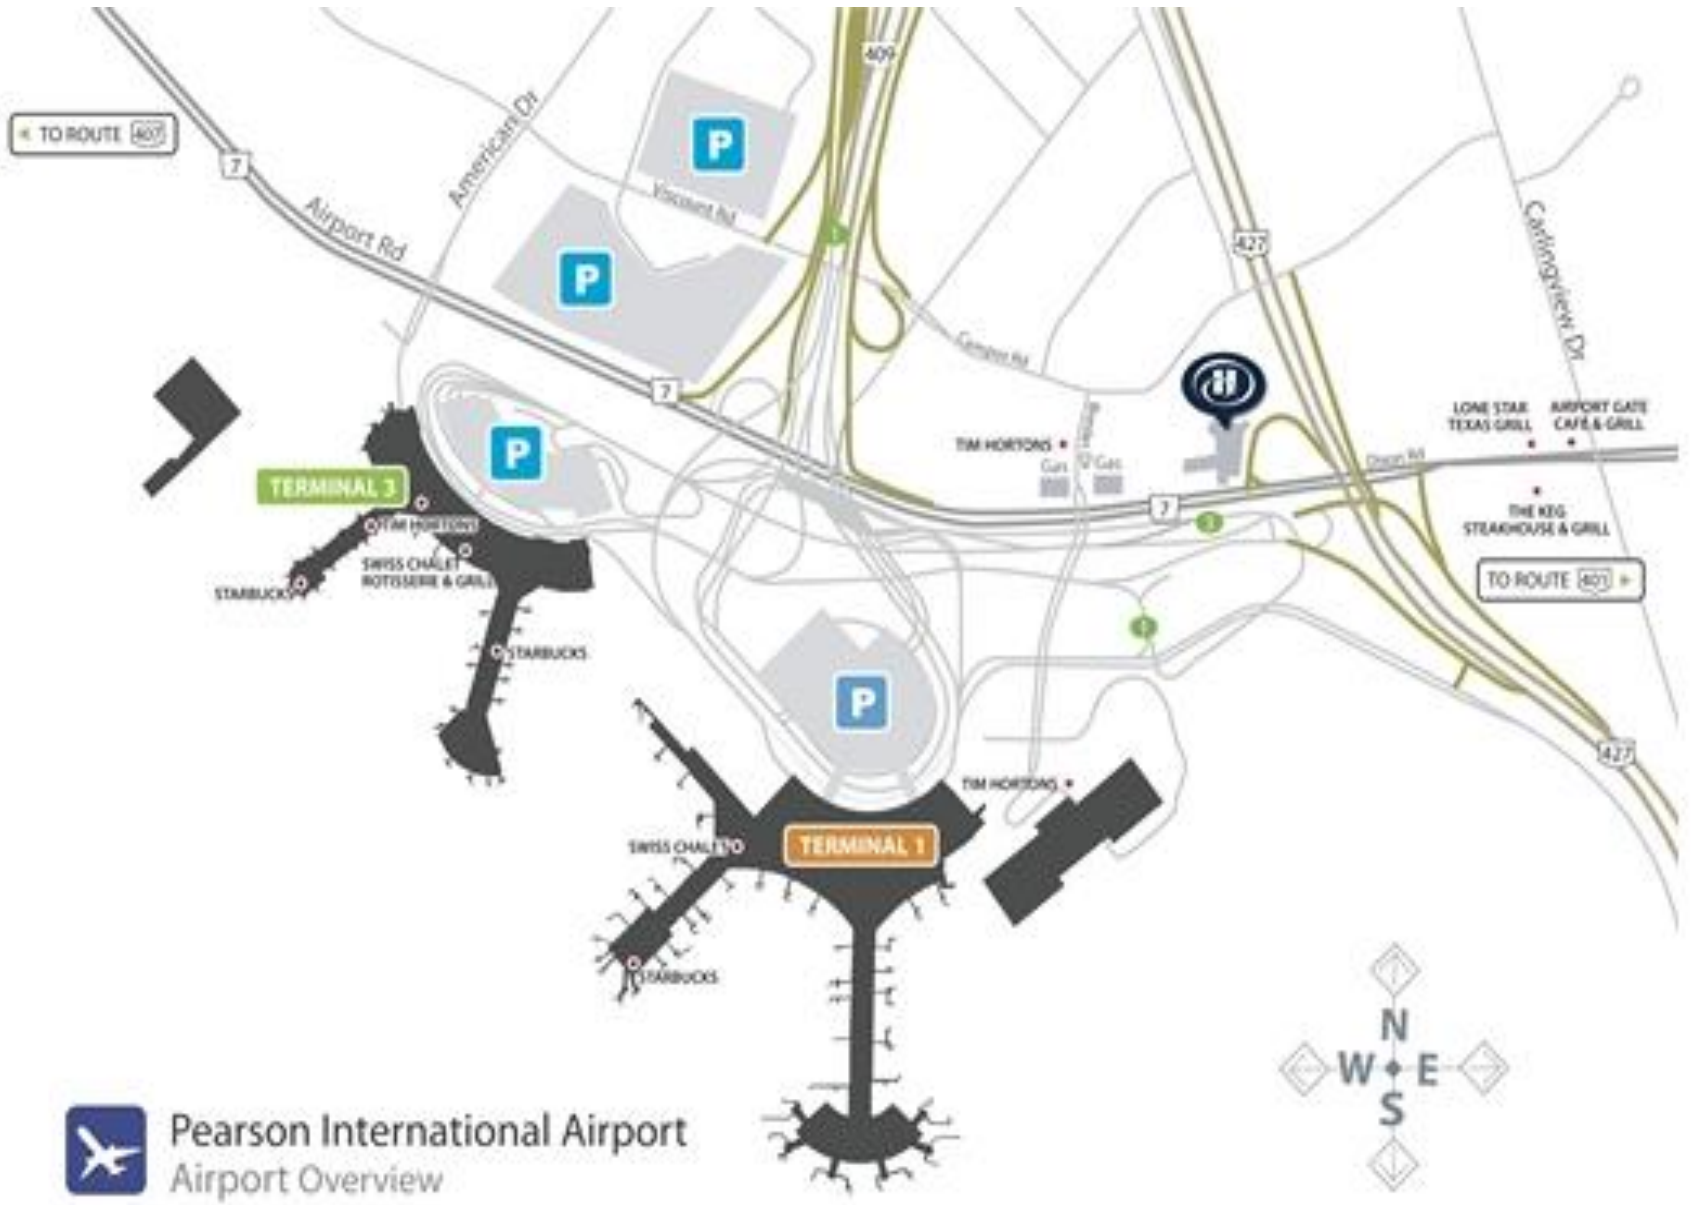 409
TO ROUTE 407
7
American Dr
P
Viscount Rd
Airport Rd
1
427
Carlingview Dr
P
Campus Rd
7
H
LONE STAR
TEXAS GRILL
AIRPORT GATE
CAFE & GRILL
TIM HORTONS
P
Gas
Gas
Dixon Rd
TERMINAL 3
7
THE KEG
STEAKHOUSE & GRILL
TIM HORTONS
SWISS CHALET
ROTISSERIE & GRILL
STARBUCKS
TO ROUTE 401
STARBUCKS
P
427
TIM HORTONS
SWISS CHALET
TERMINAL 1
STARBUCKS
N
W E
S
Pearson International Airport
Airport Overview